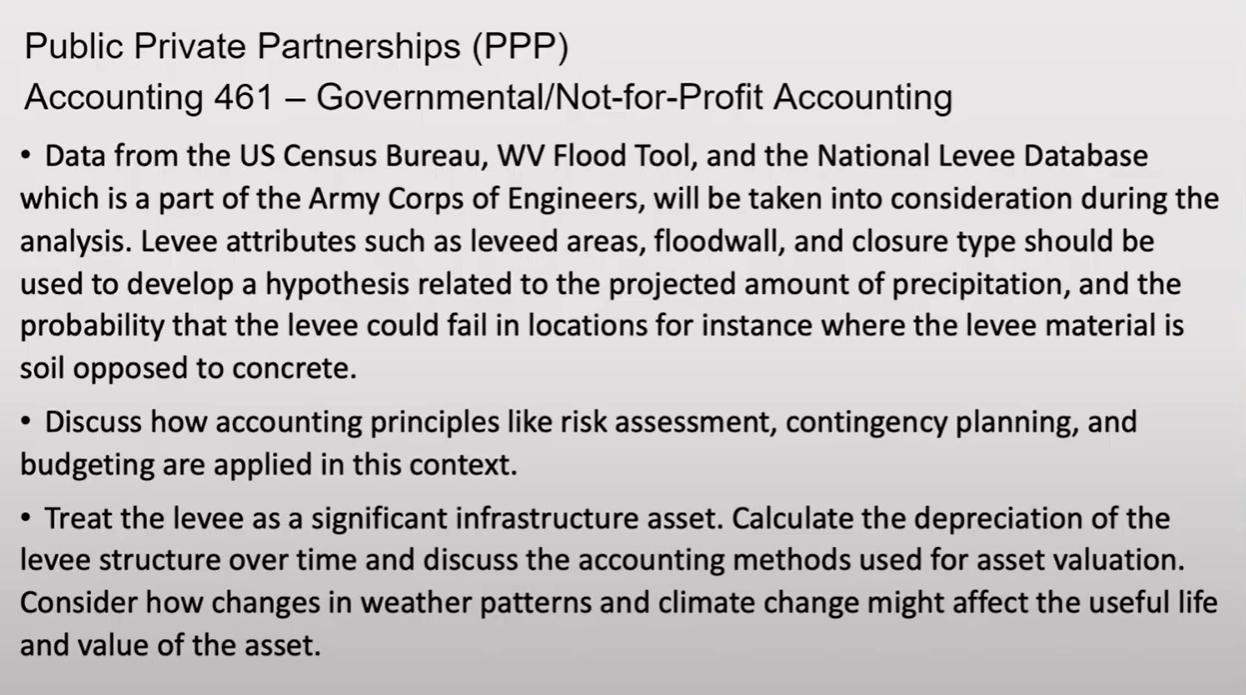 Public Private Partnerships (PPP)
Accounting 461 – Governmental/Not-for-Profit Accounting
• Data from the US Census Bureau, WV Flood Tool, and the National Levee Database
which is a part of the Army Corps of Engineers, will be taken into consideration during the
analysis. Levee attributes such as leveed areas, floodwall, and closure type should be
used to develop a hypothesis related to the projected amount of precipitation, and the
probability that the levee could fail in locations for instance where the levee material is
soil opposed to concrete.
• Discuss how accounting principles like risk assessment, contingency planning, and
budgeting are applied in this context.
• Treat the levee as a significant infrastructure asset. Calculate the depreciation of the
levee structure over time and discuss the accounting methods used for asset valuation.
Consider how changes in weather patterns and climate change might affect the useful life
and value of the asset.